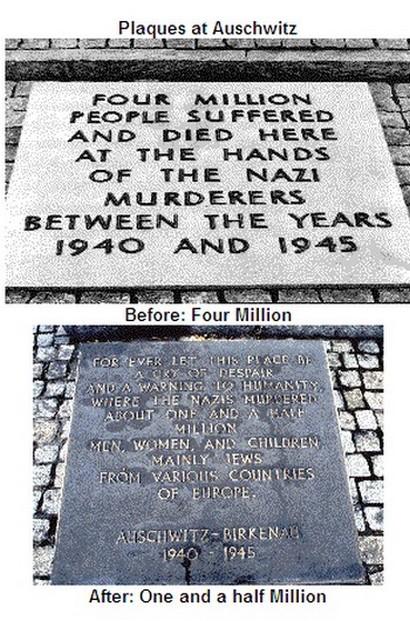 Plaques at Auschwitz
FOUR MILLION
PEOPLE SUFFERED
AND DIED HERE
AT THE HANDS
OF THE NAZI
MURDERERS
BETWEEN THE YEARS
1940 AND 1945
Before: Four Million
FOR EVER LET THIS PLACE BE
A CRY OF DESPAIR
AND A WARNING TO HUMANITY,
WHERE THE NAZIS MURDERED
ABOUT ONE AND A HALF
MILLION
MEN, WOMEN, AND CHILDREN
MAINLY JEWS
FROM VARIOUS COUNTRIES
OF EUROPE.
AUSCHWITZ-BIRKENAU
1940 - 1945
After: One and a half Million